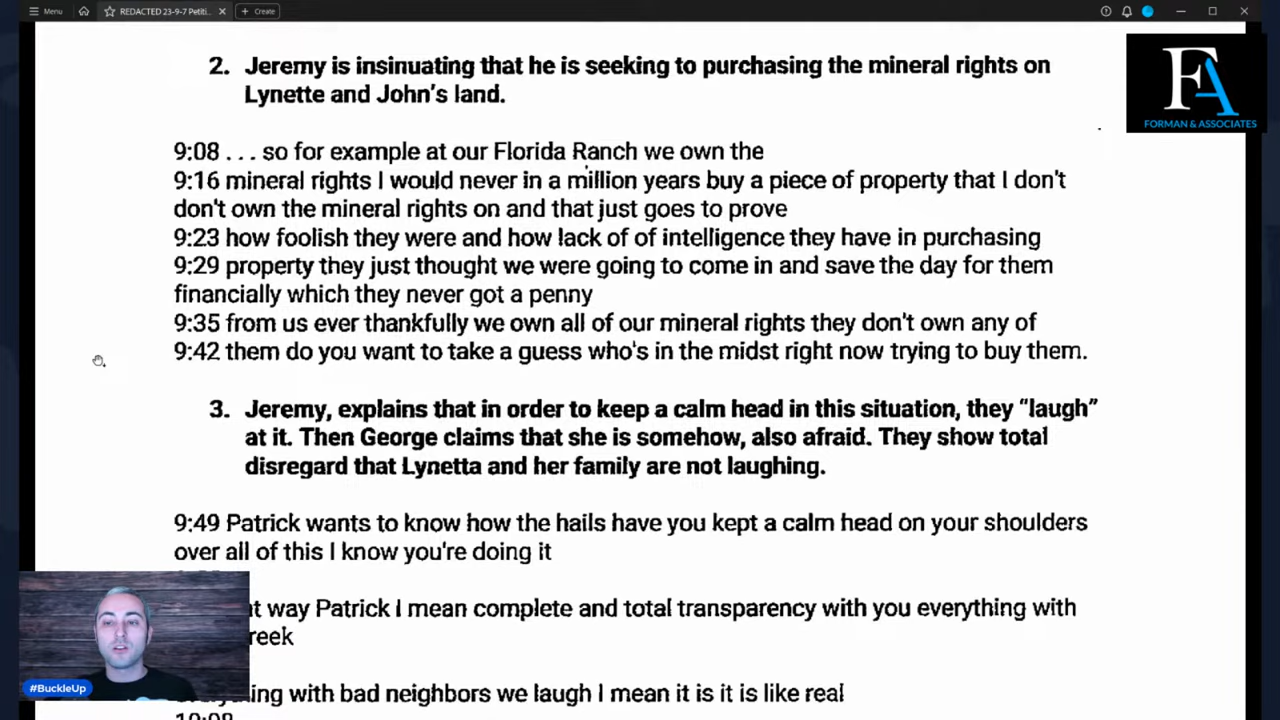 Menu
REDACTED 23-9-7 Petiti...
Create
FA
FORMAN & ASSOCIATES
2. Jeremy is insinuating that he is seeking to purchasing the mineral rights on
Lynette and John's land.
9:08 . . . so for example at our Florida Ranch we own the
9:16 mineral rights I would never in a million years buy a piece of property that I don't
don't own the mineral rights on and that just goes to prove
9:23 how foolish they were and how lack of of intelligence they have in purchasing
9:29 property they just thought we were going to come in and save the day for them
financially which they never got a penny
9:35 from us ever thankfully we own all of our mineral rights they don't own any of
9:42 them do you want to take a guess who's in the midst right now trying to buy them.
3. Jeremy, explains that in order to keep a calm head in this situation, they “laugh”
at it. Then George claims that she is somehow, also afraid. They show total
disregard that Lynetta and her family are not laughing.
9:49 Patrick wants to know how the hails have you kept a calm head on your shoulders
over all of this I know you're doing it
way Patrick I mean complete and total transparency with you everything with
with bad neighbors we laugh I mean it is it is like real
10:08
#BuckleUp